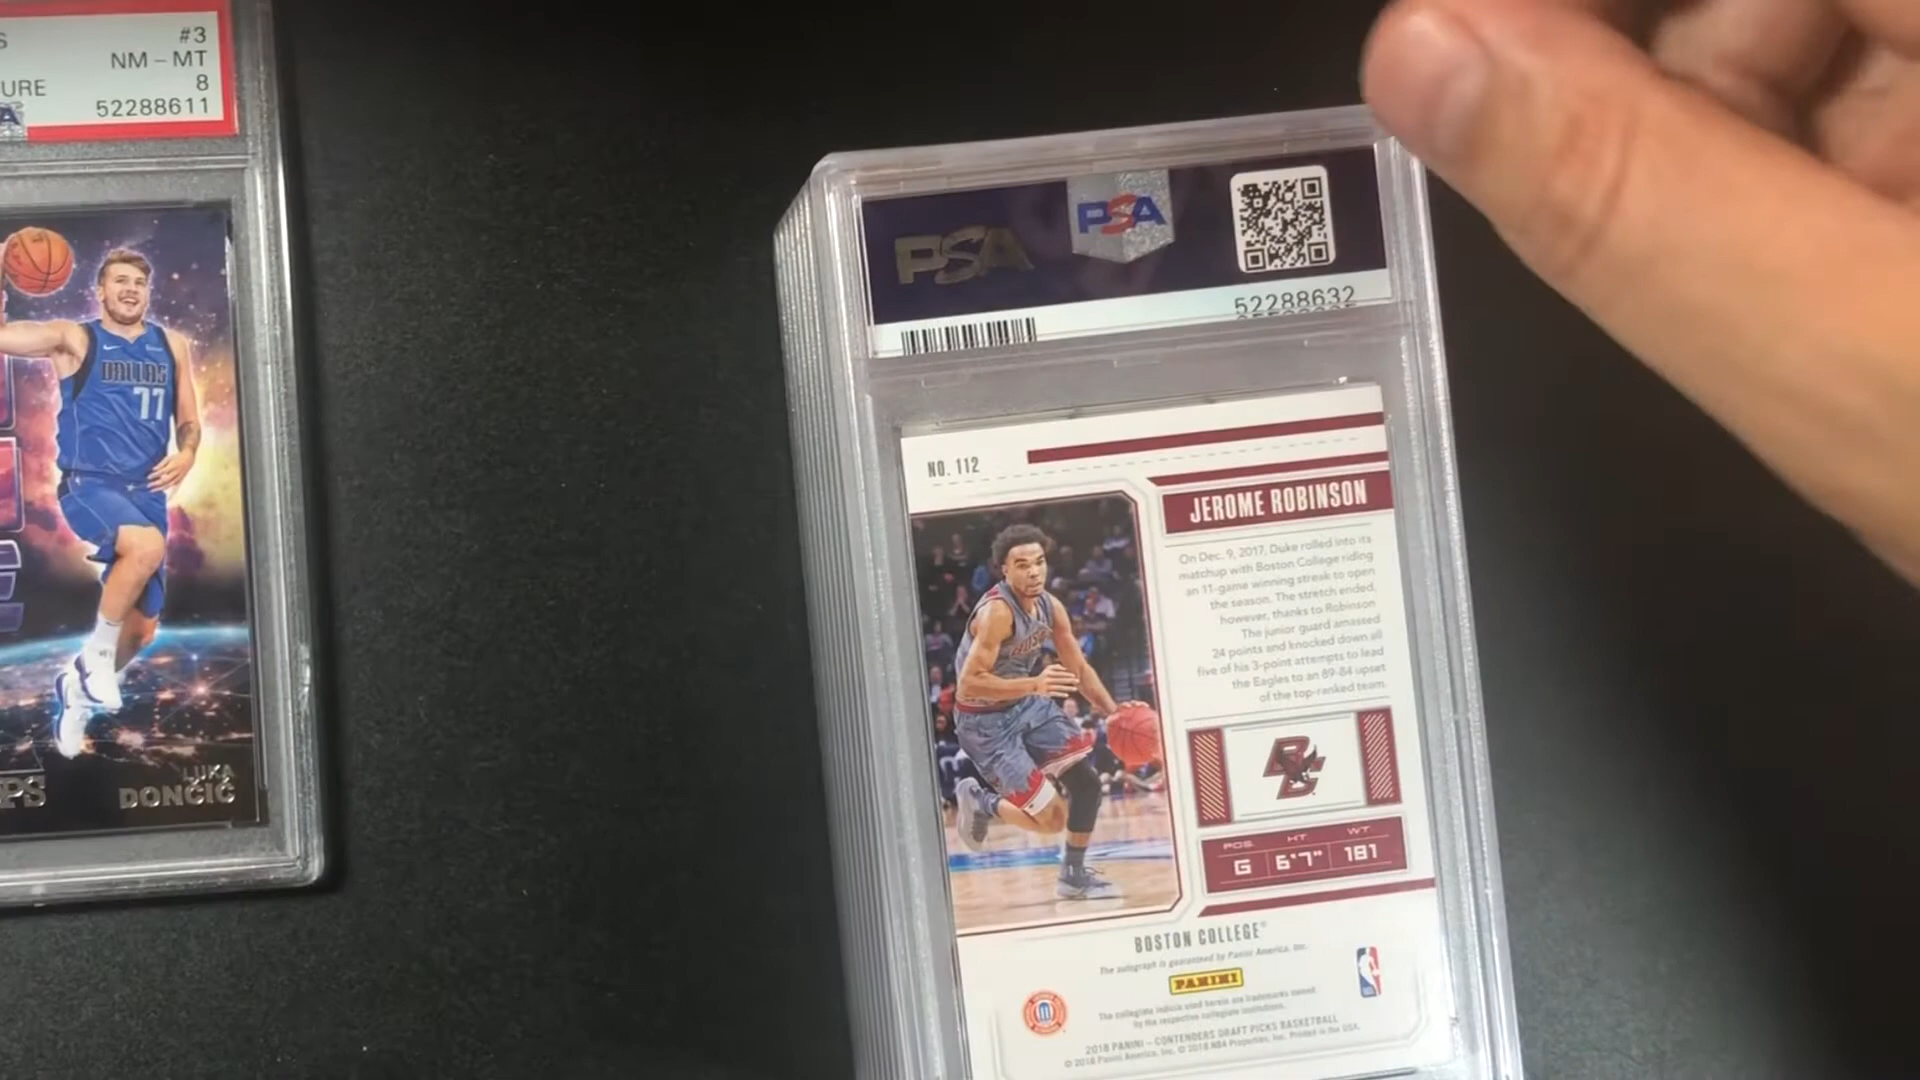 #3
NM - MT
URE 8
52288611
DALLAS
77
PS
LUKA
DONČIĆ
PSA
PSA
52288632
NO. 112
JEROME ROBINSON
On Dec. 9, 2017, Duke rolled into its
matchup with Boston College riding
an 11-game winning streak to open
the season. The stretch ended,
however, thanks to Robinson
The junior guard amassed
24 points and knocked down all
five of his 3-point attempts to lead
the Eagles to an 89-84 upset
of the top-ranked team.
BC
POS. HT WT
G 6'7" 181
BOSTON COLLEGE®
The autograph is guaranteed by Panini America, Inc.
PANINI
The collegiate indicia used herein are trademarks owned
by the respective collegiate institutions.
2018 PANINI - CONTENDERS DRAFT PICKS BASKETBALL
© 2018 Panini America, Inc. © 2018 NBA Properties, Inc. Printed in the USA.